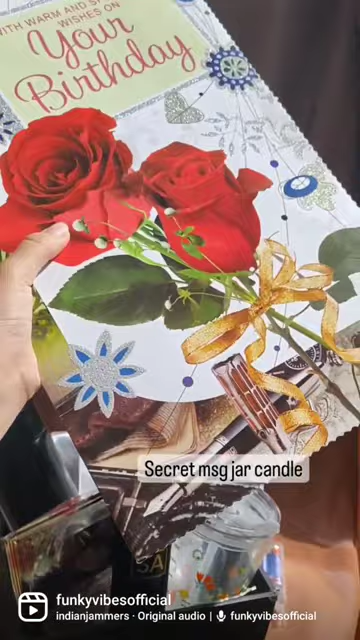 WITH WARM AND S
WISHES ON
Your
Birthday
Secret msg jar candle
funkyvibesofficial
indianjammers · Original audio | funkyvibesofficial